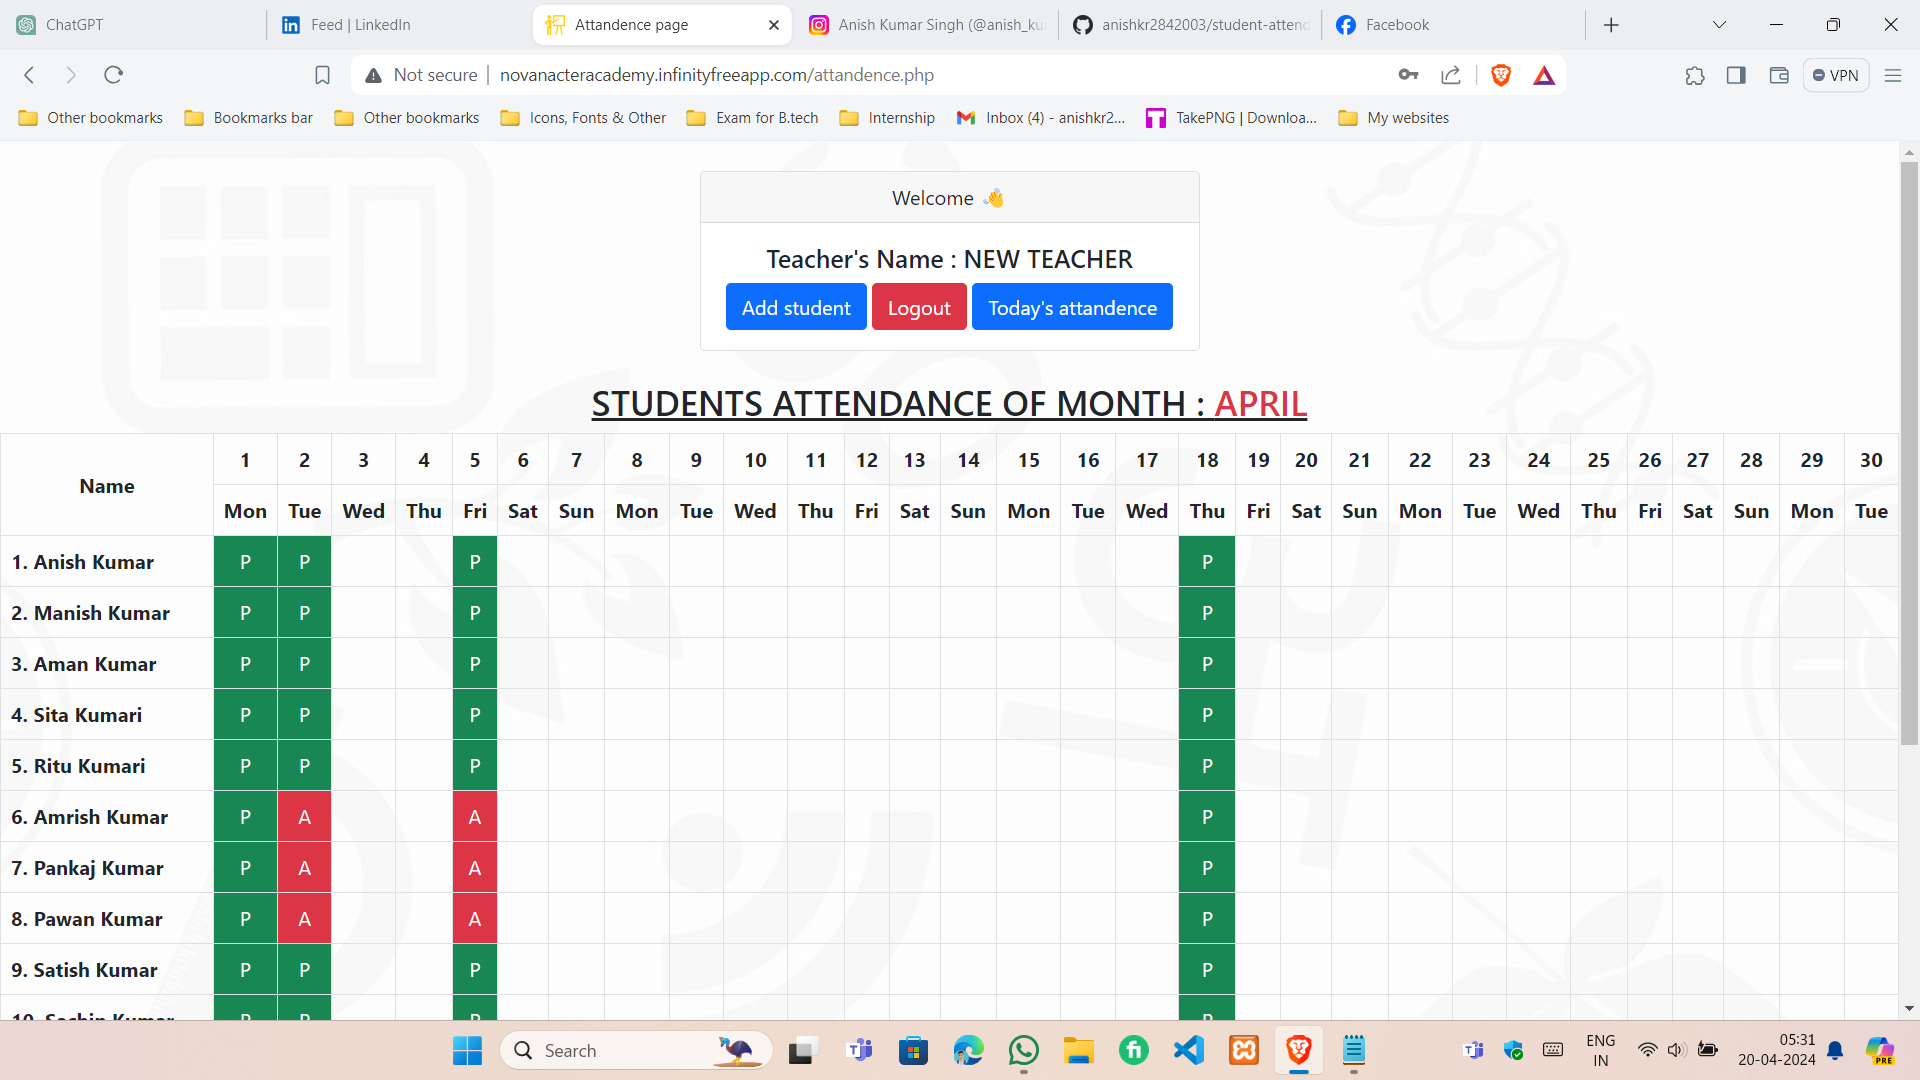 ChatGPT
Feed | LinkedIn
Attandence page
Anish Kumar Singh (@anish_ku
anishkr2842003/student-attend
Facebook
Not secure
novanacteracademy.infinityfreeapp.com/attandence.php
VPN
Other bookmarks
Bookmarks bar
Other bookmarks
Icons, Fonts & Other
Exam for B.tech
Internship
Inbox (4) - anishkr2...
TakePNG | Downloa...
My websites
Welcome 👋
Teacher's Name : NEW TEACHER
Add student Logout Today's attandence
STUDENTS ATTENDANCE OF MONTH : APRIL
Name 1 2 3 4 5 6 7 8 9 10 11 12 13 14 15 16 17 18 19 20 21 22 23 24 25 26 27 28 29 30
Mon Tue Wed Thu Fri Sat Sun Mon Tue Wed Thu Fri Sat Sun Mon Tue Wed Thu Fri Sat Sun Mon Tue Wed Thu Fri Sat Sun Mon Tue
1. Anish Kumar P P P P
2. Manish Kumar P P P P
3. Aman Kumar P P P P
4. Sita Kumari P P P P
5. Ritu Kumari P P P P
6. Amrish Kumar P A A P
7. Pankaj Kumar P A A P
8. Pawan Kumar P A A P
9. Satish Kumar P P P P
10. Sachin Kumar P P P P
Search
ENG
IN
05:31
20-04-2024
PRE